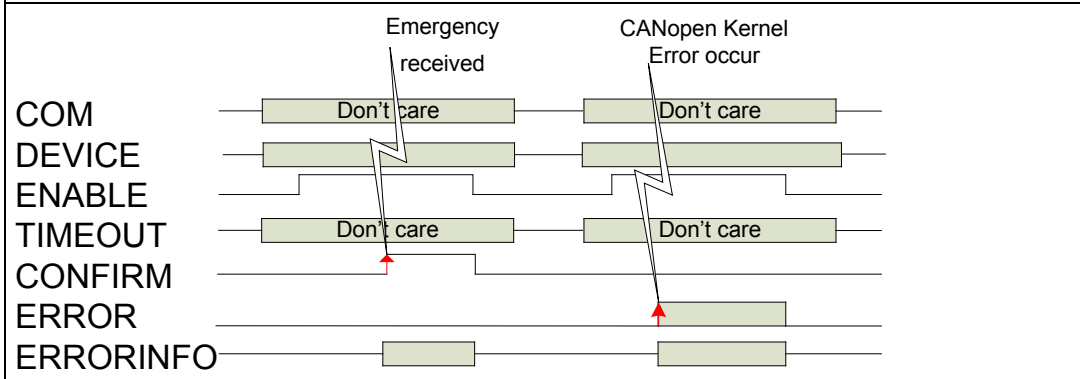 Emergency
received
CANopen Kernel
Error occur
COM
Don't care
Don't care
DEVICE
ENABLE
TIMEOUT
Don't care
Don't care
CONFIRM
ERROR
ERRORINFO